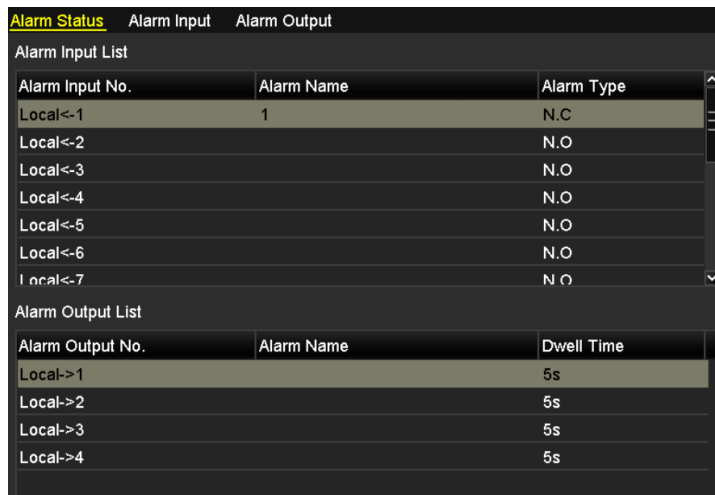 Alarm Status Alarm Input Alarm Output
Alarm Input List
Alarm Input No. Alarm Name Alarm Type
Local<-1 1 N.C
Local<-2 N.O
Local<-3 N.O
Local<-4 N.O
Local<-5 N.O
Local<-6 N.O
Local<-7 N.O
Alarm Output List
Alarm Output No. Alarm Name Dwell Time
Local->1 5s
Local->2 5s
Local->3 5s
Local->4 5s